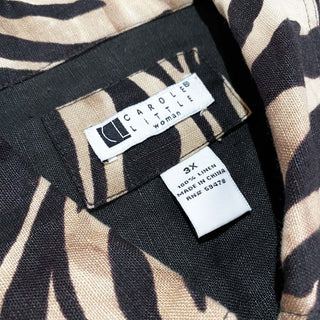 CAROLE®
LITTLE
woman
3X
100% LINEN
MADE IN CHINA
RN# 59478